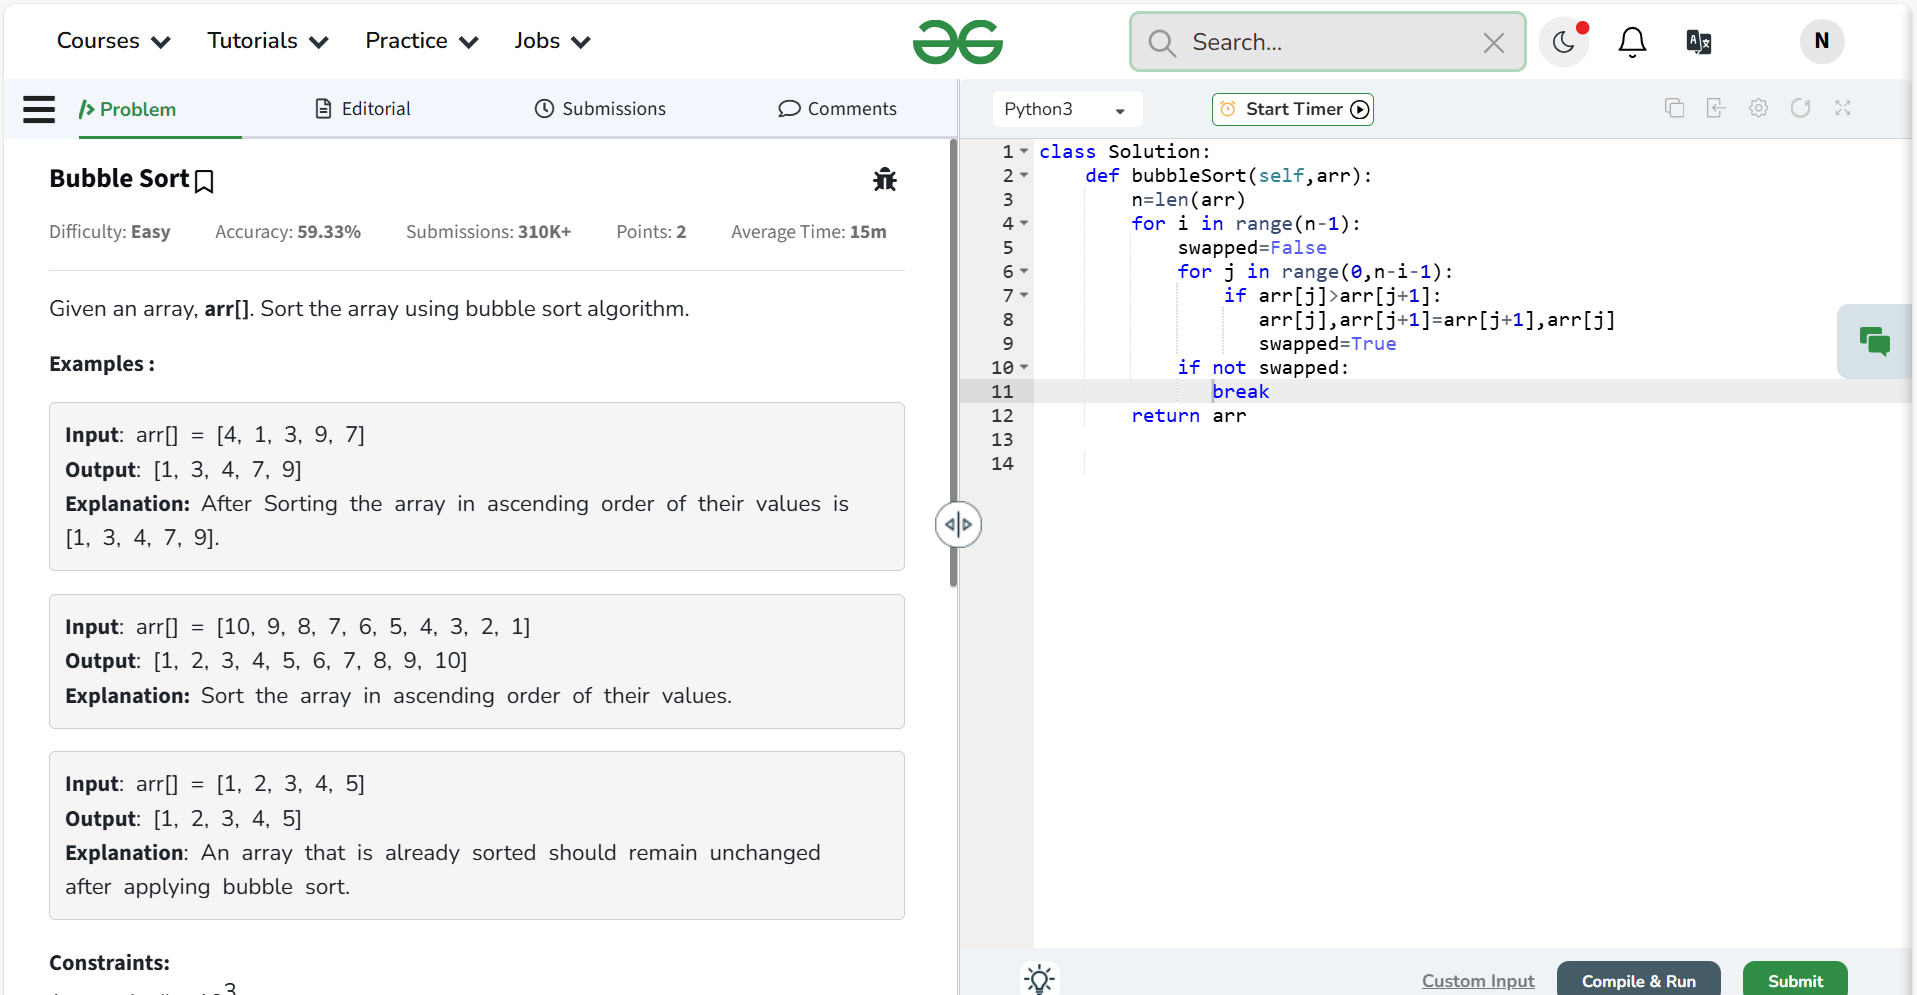 Courses Tutorials Practice Jobs Search... N
Problem Editorial Submissions Comments
Bubble Sort
Difficulty: Easy Accuracy: 59.33% Submissions: 310K+ Points: 2 Average Time: 15m
Given an array, arr[]. Sort the array using bubble sort algorithm.
Examples :
Input: arr[] = [4, 1, 3, 9, 7]
Output: [1, 3, 4, 7, 9]
Explanation: After Sorting the array in ascending order of their values is
[1, 3, 4, 7, 9].
Input: arr[] = [10, 9, 8, 7, 6, 5, 4, 3, 2, 1]
Output: [1, 2, 3, 4, 5, 6, 7, 8, 9, 10]
Explanation: Sort the array in ascending order of their values.
Input: arr[] = [1, 2, 3, 4, 5]
Output: [1, 2, 3, 4, 5]
Explanation: An array that is already sorted should remain unchanged
after applying bubble sort.
Constraints:
Python3 Start Timer
1 class Solution:
2     def bubbleSort(self,arr):
3         n=len(arr)
4         for i in range(n-1):
5             swapped=False
6             for j in range(0,n-i-1):
7                 if arr[j]>arr[j+1]:
8                    arr[j],arr[j+1]=arr[j+1],arr[j]
9                    swapped=True
10             if not swapped:
11                break
12         return arr
13
14
Custom Input Compile & Run Submit